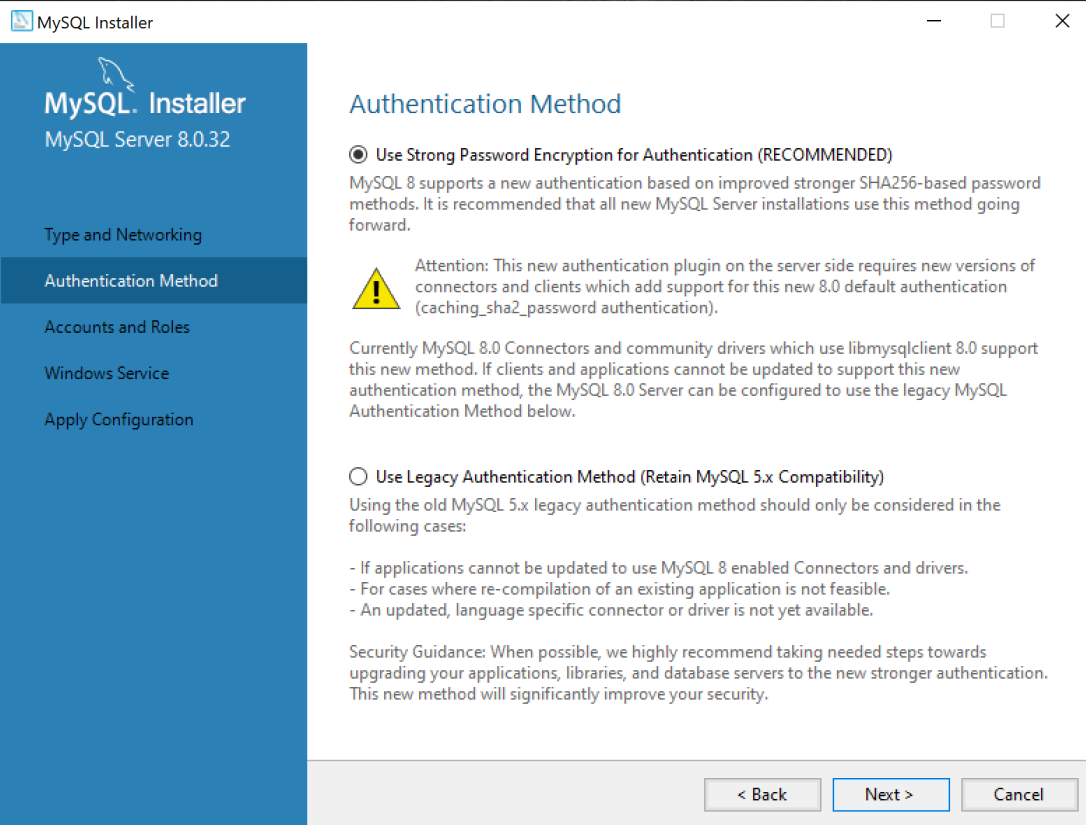 MySQL Installer
MySQL. Installer
MySQL Server 8.0.32
Type and Networking
Authentication Method
Accounts and Roles
Windows Service
Apply Configuration
Authentication Method
Use Strong Password Encryption for Authentication (RECOMMENDED)
MySQL 8 supports a new authentication based on improved stronger SHA256-based password
methods. It is recommended that all new MySQL Server installations use this method going
forward.
Attention: This new authentication plugin on the server side requires new versions of
connectors and clients which add support for this new 8.0 default authentication
(caching_sha2_password authentication).
Currently MySQL 8.0 Connectors and community drivers which use libmysqlclient 8.0 support
this new method. If clients and applications cannot be updated to support this new
authentication method, the MySQL 8.0 Server can be configured to use the legacy MySQL
Authentication Method below.
Use Legacy Authentication Method (Retain MySQL 5.x Compatibility)
Using the old MySQL 5.x legacy authentication method should only be considered in the
following cases:
- If applications cannot be updated to use MySQL 8 enabled Connectors and drivers.
- For cases where re-compilation of an existing application is not feasible.
- An updated, language specific connector or driver is not yet available.
Security Guidance: When possible, we highly recommend taking needed steps towards
upgrading your applications, libraries, and database servers to the new stronger authentication.
This new method will significantly improve your security.
< Back
Next >
Cancel